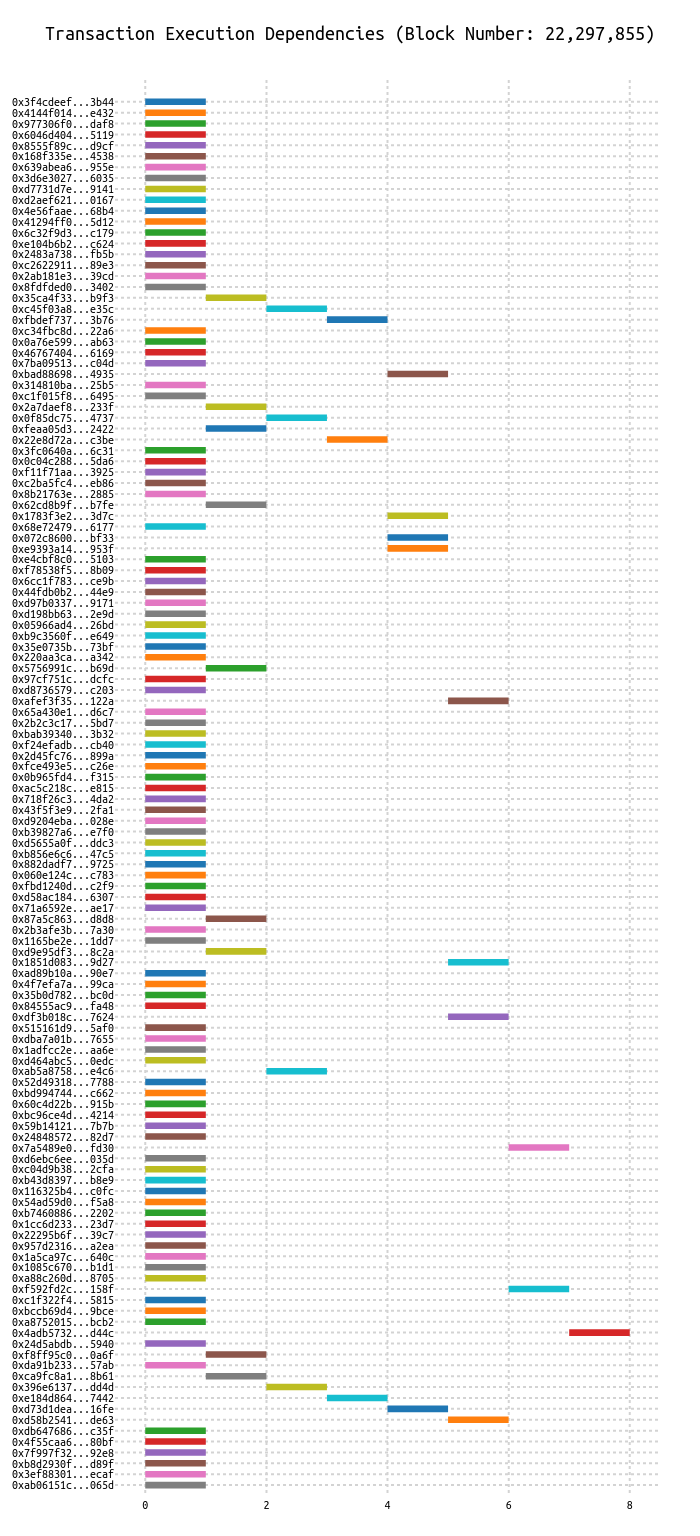 Transaction Execution Dependencies (Block Number: 22,297,855)
0x3f4cdeef...3b44
0x4144f014...e432
0x977306f0...daf8
0x6046d404...5119
0x8555f89c...d9cf
0x168f335e...4538
0x639abea6...955e
0x3d6e3027...6035
0xd7731d7e...9141
0xd2aef621...0167
0x4e56faae...68b4
0x41294ff0...5d12
0x6c32f9d3...c179
0xe104b6b2...c624
0x2483a738...fb5b
0xc2622911...89e3
0x2ab181e3...39cd
0x8fdfded0...3402
0x35ca4f33...b9f3
0xc45f03a8...e35c
0xfbdef737...3b76
0xc34fbc8d...22a6
0x0a76e599...ab63
0x46767404...6169
0x7ba09513...c04d
0xbad88698...4935
0x314810ba...25b5
0xc1f015f8...6495
0x2a7daef8...233f
0x0f85dc75...4737
0xfeaa05d3...2422
0x22e8d72a...c3be
0x3fc0640a...6c31
0x0c04c288...5da6
0xf11f71aa...3925
0xc2ba5fc4...eb86
0x8b21763e...2885
0x62cd8b9f...b7fe
0x1783f3e2...3d7c
0x68e72479...6177
0x072c8600...bf33
0xe9393a14...953f
0xe4cbf8c0...5103
0xf78538f5...8b09
0x6cc1f783...ce9b
0x44fdb0b2...44e9
0xd97b0337...9171
0xd198bb63...2e9d
0x05966ad4...26bd
0xb9c3560f...e649
0x35e0735b...73bf
0x220aa3ca...a342
0x5756991c...b69d
0x97cf751c...dcfc
0xd8736579...c203
0xafef3f35...122a
0x65a430e1...d6c7
0x2b2c3c17...5bd7
0xbab39340...3b32
0xf24efadb...cb40
0x2d45fc76...899a
0xfce493e5...c26e
0x0b965fd4...f315
0xac5c218c...e815
0x718f26c3...4da2
0x43f5f3e9...2fa1
0xd9204eba...028e
0xb39827a6...e7f0
0xd5655a0f...ddc3
0xb856e6c6...47c5
0x882dadf7...9725
0x060e124c...c783
0xfbd1240d...c2f9
0xd58ac184...6307
0x71a6592e...ae17
0x87a5c863...d8d8
0x2b3afe3b...7a30
0x1165be2e...1dd7
0xd9e95df3...8c2a
0x1851d083...9d27
0xad89b10a...90e7
0x4f7efa7a...99ca
0x35b0d782...bc0d
0x84555ac9...fa48
0xdf3b018c...7624
0x515161d9...5af0
0xdba7a01b...7655
0x1adfcc2e...aa6e
0xd464abc5...0edc
0xab5a8758...e4c6
0x52d49318...7788
0xbd994744...c662
0x60c4d22b...915b
0xbc96ce4d...4214
0x59b14121...7b7b
0x24848572...82d7
0x7a5489e0...fd30
0xd6ebc6ee...035d
0xc04d9b38...2cfa
0xb43d8397...b8e9
0x116325b4...c0fc
0x54ad59d0...f5a8
0xb7460886...2202
0x1cc6d233...23d7
0x22295b6f...39c7
0x957d2316...a2ea
0x1a5ca97c...640c
0x1085c670...b1d1
0xa88c260d...8705
0xf592fd2c...158f
0xc1f322f4...5815
0xbccb69d4...9bce
0xa8752015...bcb2
0x4adb5732...d44c
0x24d5abdb...5940
0xf8ff95c0...0a6f
0xda91b233...57ab
0xca9fc8a1...8b61
0x396e6137...dd4d
0xe184d864...7442
0xd73d1dea...16fe
0xd58b2541...de63
0xdb647686...c35f
0x4f55caa6...80bf
0x7f997f32...92e8
0xb8d2930f...d89f
0x3ef88301...ecaf
0xab06151c...065d
0 2 4 6 8